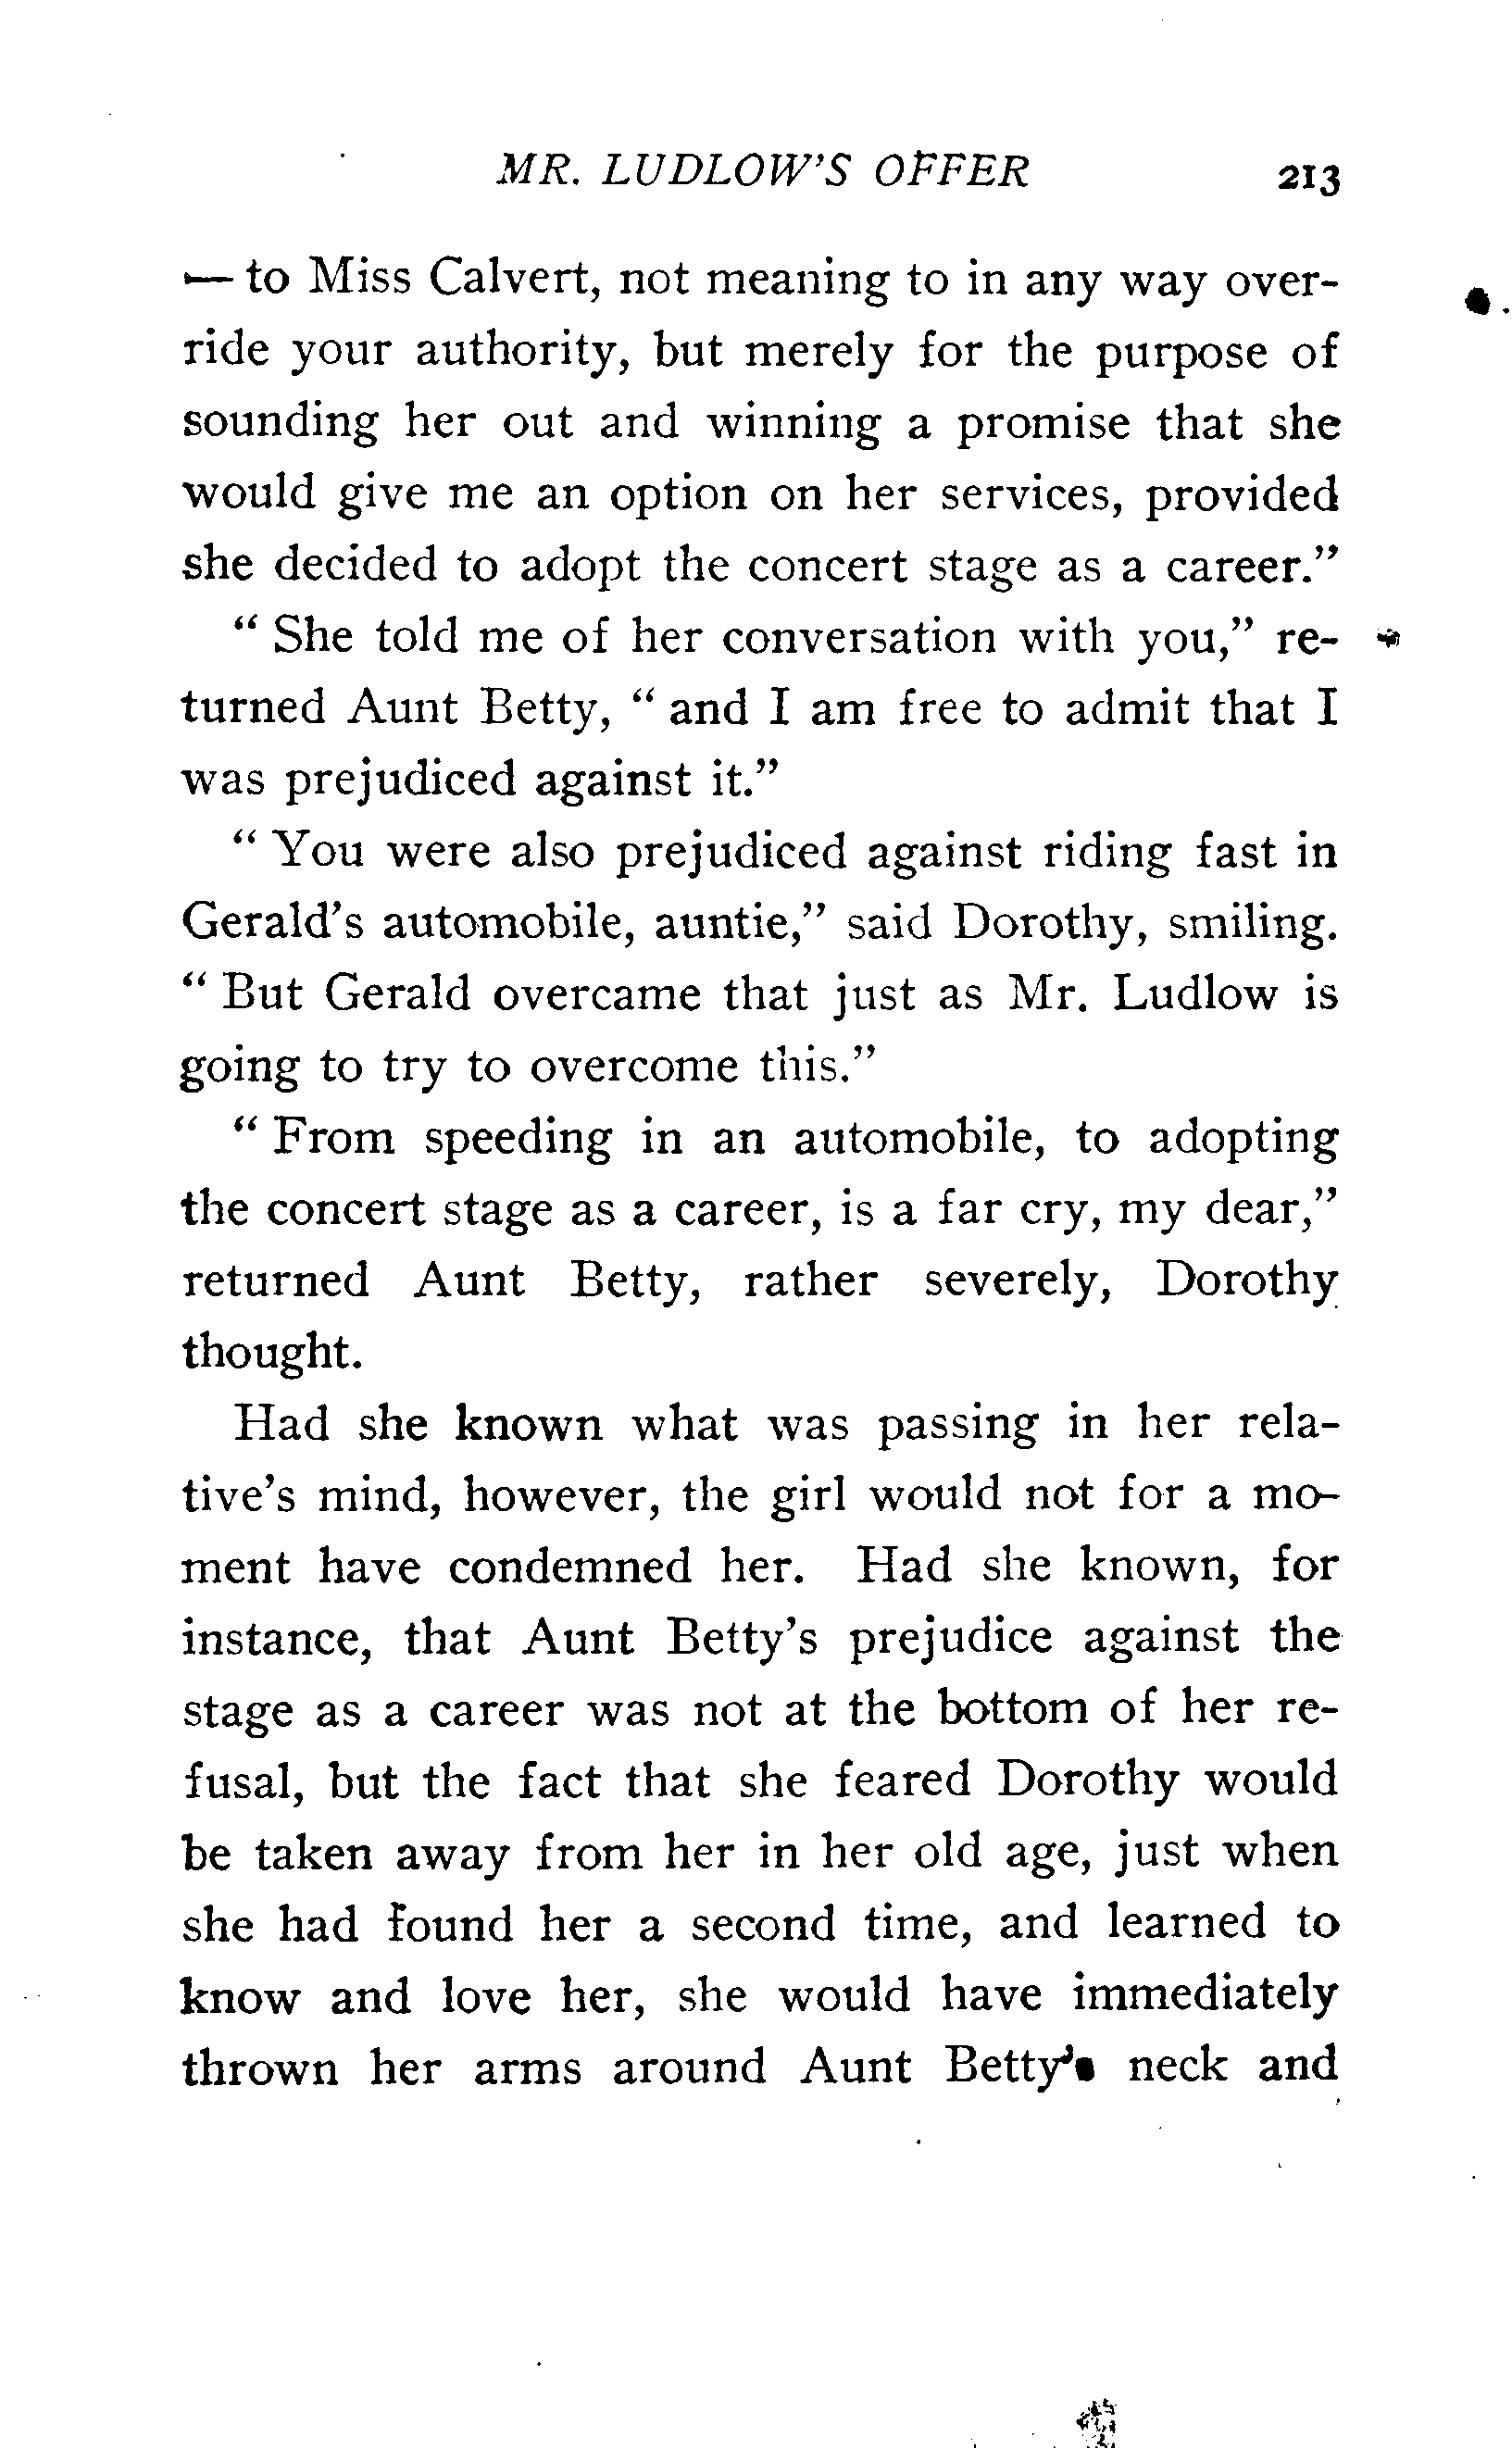 MR. LUDLOW'S OFFER 213
— to Miss Calvert, not meaning to in any way over-
ride your authority, but merely for the purpose of
sounding her out and winning a promise that she
would give me an option on her services, provided
she decided to adopt the concert stage as a career."
" She told me of her conversation with you," re-
turned Aunt Betty, " and I am free to admit that I
was prejudiced against it."
" You were also prejudiced against riding fast in
Gerald's automobile, auntie," said Dorothy, smiling.
" But Gerald overcame that just as Mr. Ludlow is
going to try to overcome this."
" From speeding in an automobile, to adopting
the concert stage as a career, is a far cry, my dear,"
returned Aunt Betty, rather severely, Dorothy
thought.
Had she known what was passing in her rela-
tive's mind, however, the girl would not for a mo-
ment have condemned her. Had she known, for
instance, that Aunt Betty's prejudice against the
stage as a career was not at the bottom of her re-
fusal, but the fact that she feared Dorothy would
be taken away from her in her old age, just when
she had found her a second time, and learned to
know and love her, she would have immediately
thrown her arms around Aunt Betty's neck and